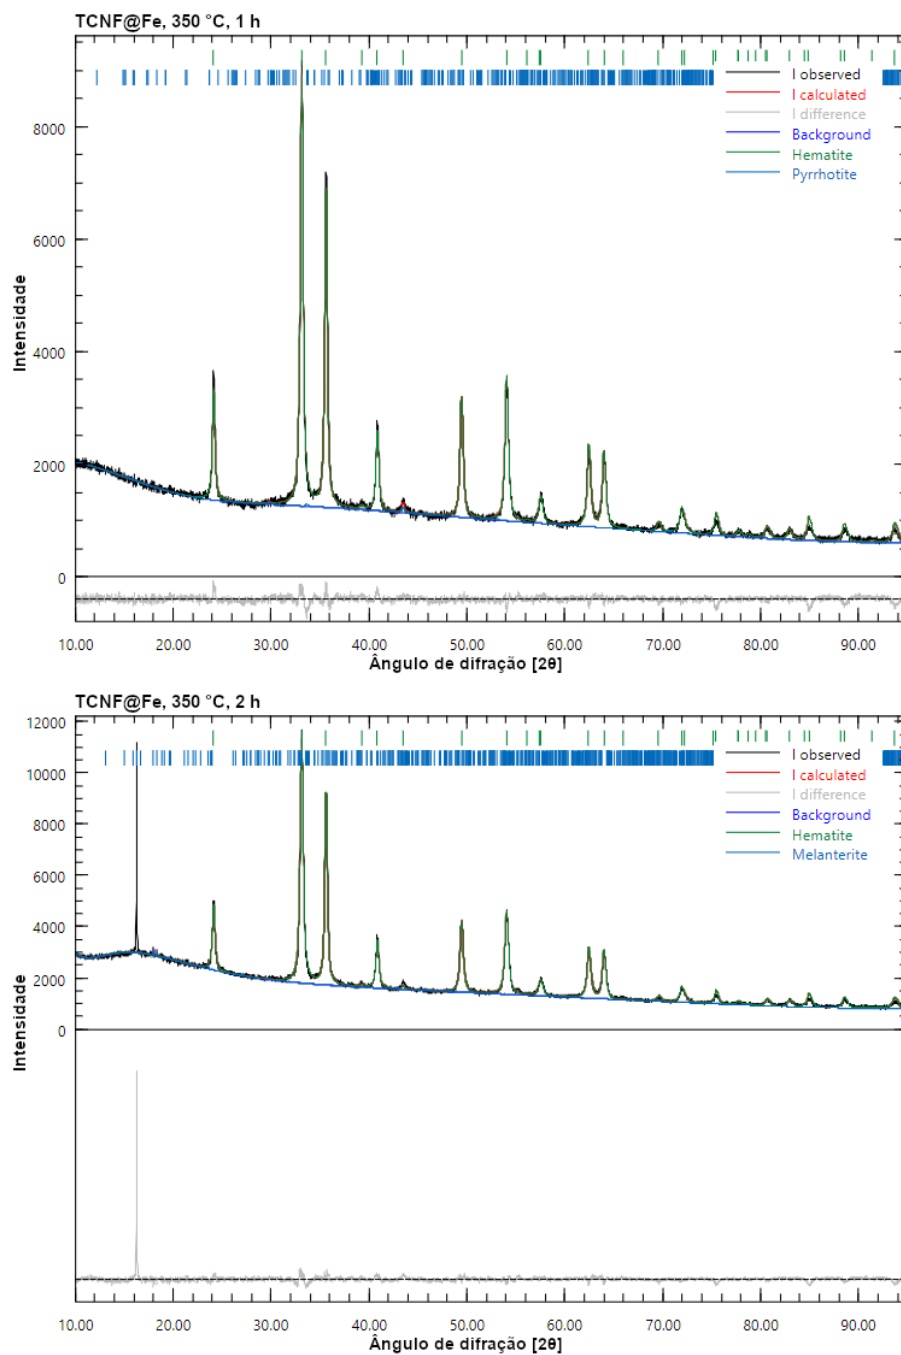 TCNF@Fe, 350 °C, 1 h
I observed
I calculated
I difference
Background
Hematite
Pyrrhotite
8000
6000
4000
2000
0
Intensidade
10.00 20.00 30.00 40.00 50.00 60.00 70.00 80.00 90.00
Ângulo de difração [2θ]
TCNF@Fe, 350 °C, 2 h
12000
10000
8000
6000
4000
2000
0
I observed
I calculated
I difference
Background
Hematite
Melanterite
Intensidade
10.00 20.00 30.00 40.00 50.00 60.00 70.00 80.00 90.00
Ângulo de difração [2θ]